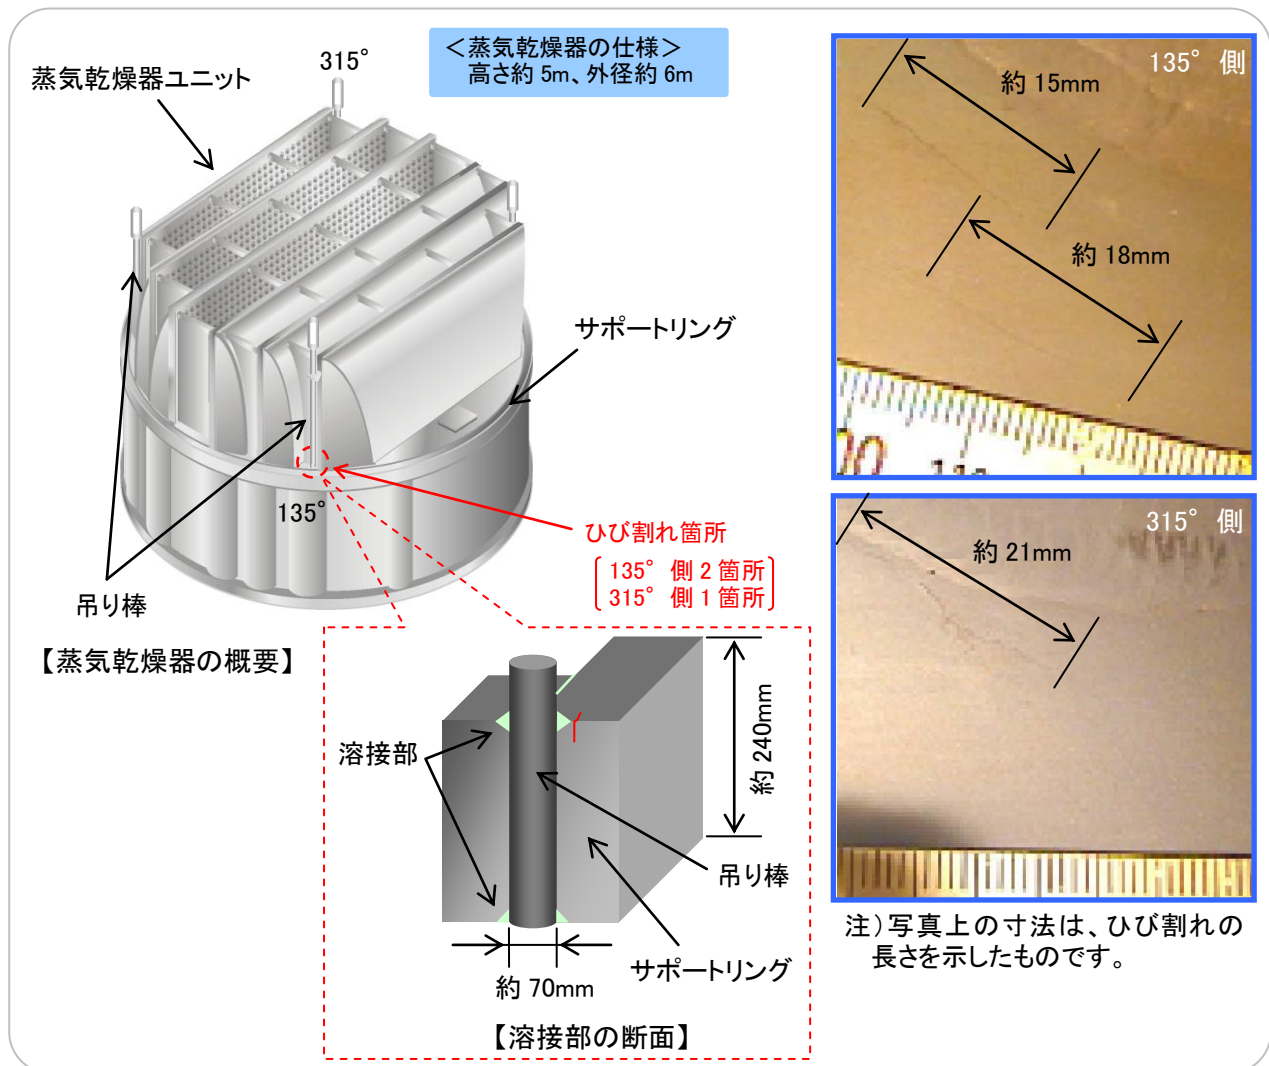 ＜蒸気乾燥器の仕様＞
高さ約 5m、外径約 6m
315°
蒸気乾燥器ユニット
サポートリング
135°
吊り棒
ひび割れ箇所
135° 側 2 箇所
315° 側 1 箇所
【蒸気乾燥器の概要】
溶接部
約 240mm
吊り棒
サポートリング
約 70mm
【溶接部の断面】
135° 側
約 15mm
約 18mm
315° 側
約 21mm
注）写真上の寸法は、ひび割れの
長さを示したものです。